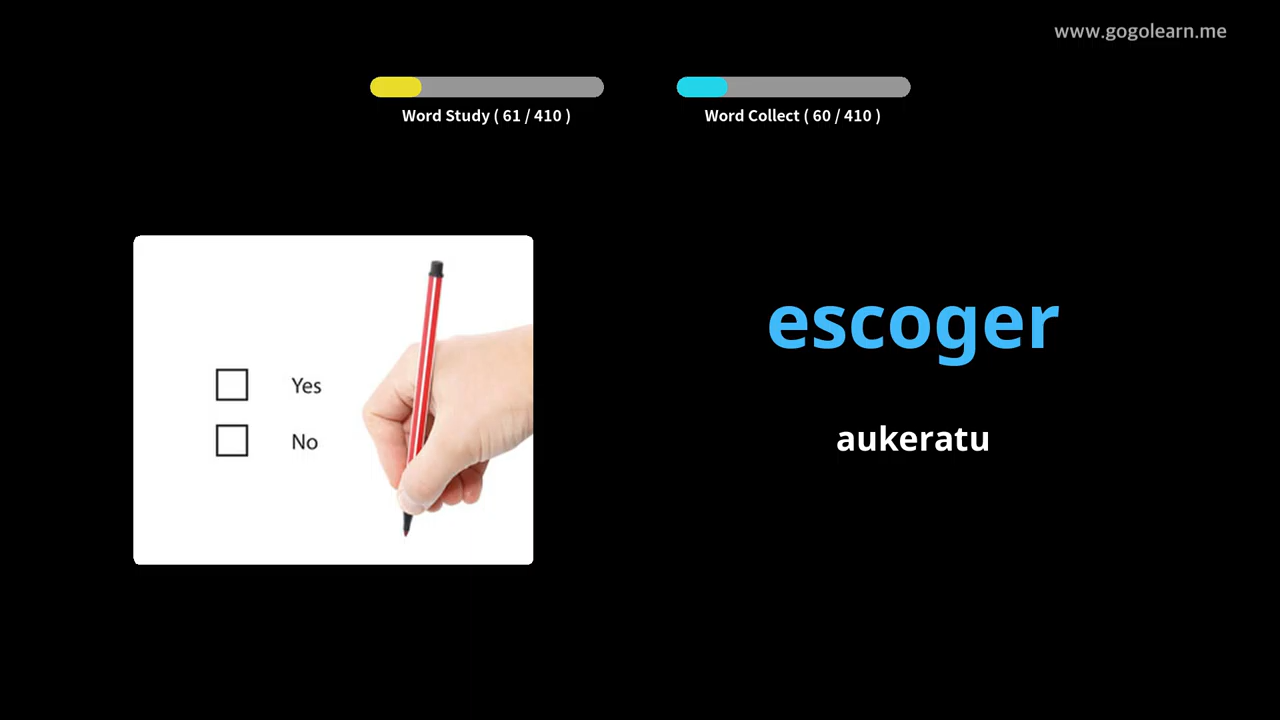 www.gogolearn.me
Word Study ( 61 / 410 )
Word Collect ( 60 / 410 )
Yes
No
escoger
aukeratu